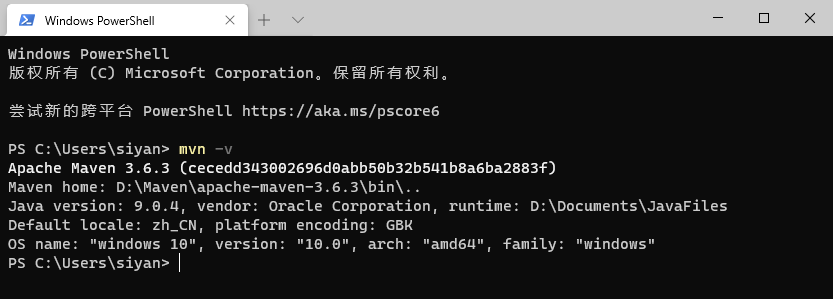 Windows PowerShell
Windows PowerShell
版权所有 (C) Microsoft Corporation。保留所有权利。
尝试新的跨平台 PowerShell https://aka.ms/pscore6
PS C:\Users\siyan> mvn -v
Apache Maven 3.6.3 (cecedd343002696d0abb50b32b541b8a6ba2883f)
Maven home: D:\Maven\apache-maven-3.6.3\bin\..
Java version: 9.0.4, vendor: Oracle Corporation, runtime: D:\Documents\JavaFiles
Default locale: zh_CN, platform encoding: GBK
OS name: "windows 10", version: "10.0", arch: "amd64", family: "windows"
PS C:\Users\siyan>